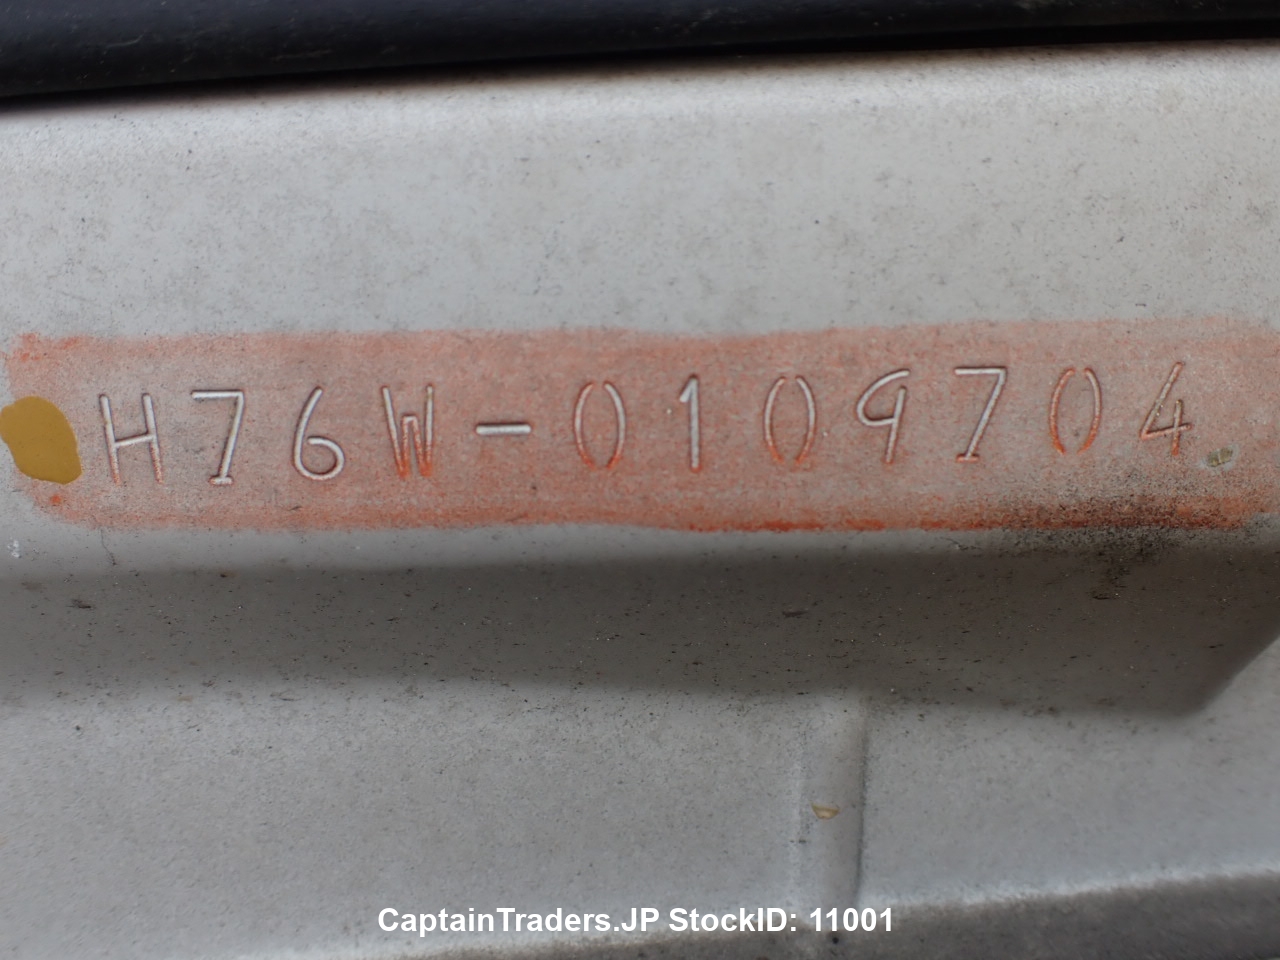 H76W-0109704
CaptainTraders.JP StockID: 11001